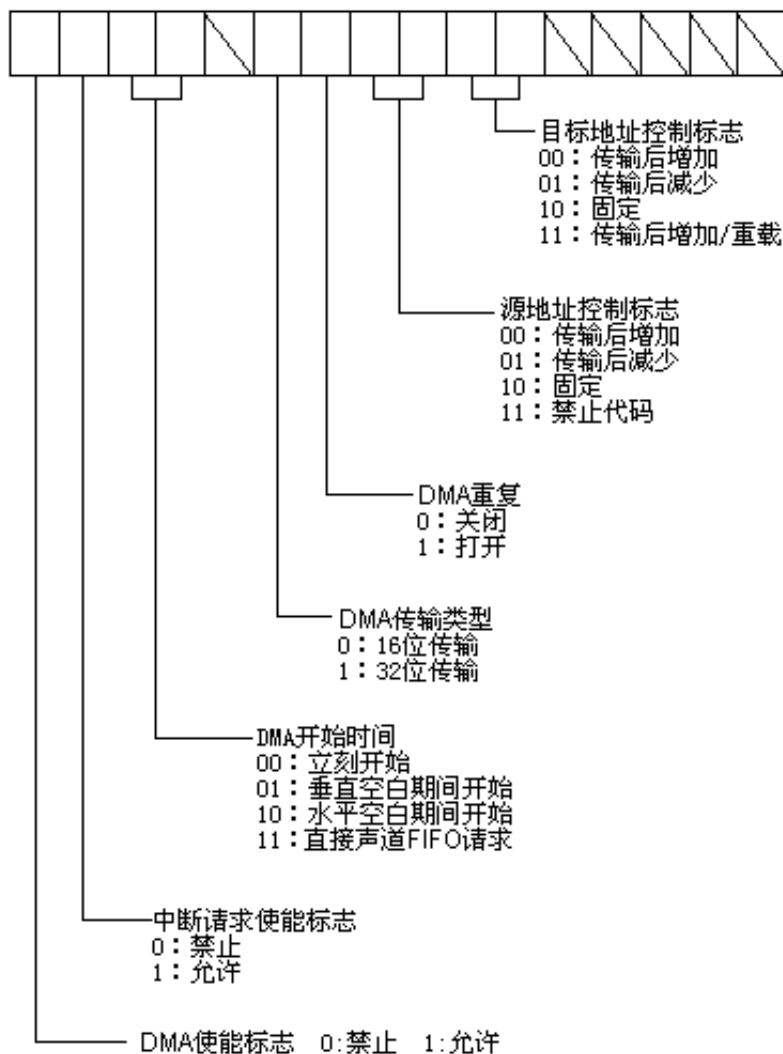 目标地址控制标志
00：传输后增加
01：传输后减少
10：固定
11：传输后增加/重载
源地址控制标志
00：传输后增加
01：传输后减少
10：固定
11：禁止代码
DMA重复
0：关闭
1：打开
DMA传输类型
0：16位传输
1：32位传输
DMA开始时间
00：立刻开始
01：垂直空白期间开始
10：水平空白期间开始
11：直接声道FIFO请求
中断请求使能标志
0：禁止
1：允许
DMA使能标志 0:禁止 1:允许